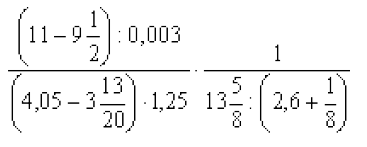 (11 − 9 1/2) : 0,003 / (4,05 − 3 13/20) · 1,25 · 1 / 13 5/8 : (2,6 + 1/8)